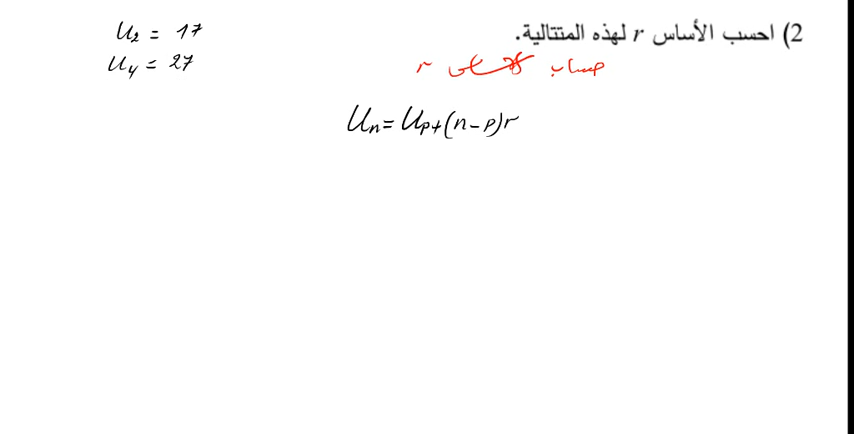 2) احسب الأساس r لهذه المتتالية.
U₂ = 17
حساب الأساس r
U₄ = 27
Uₙ = Uₚ + (n - p)r